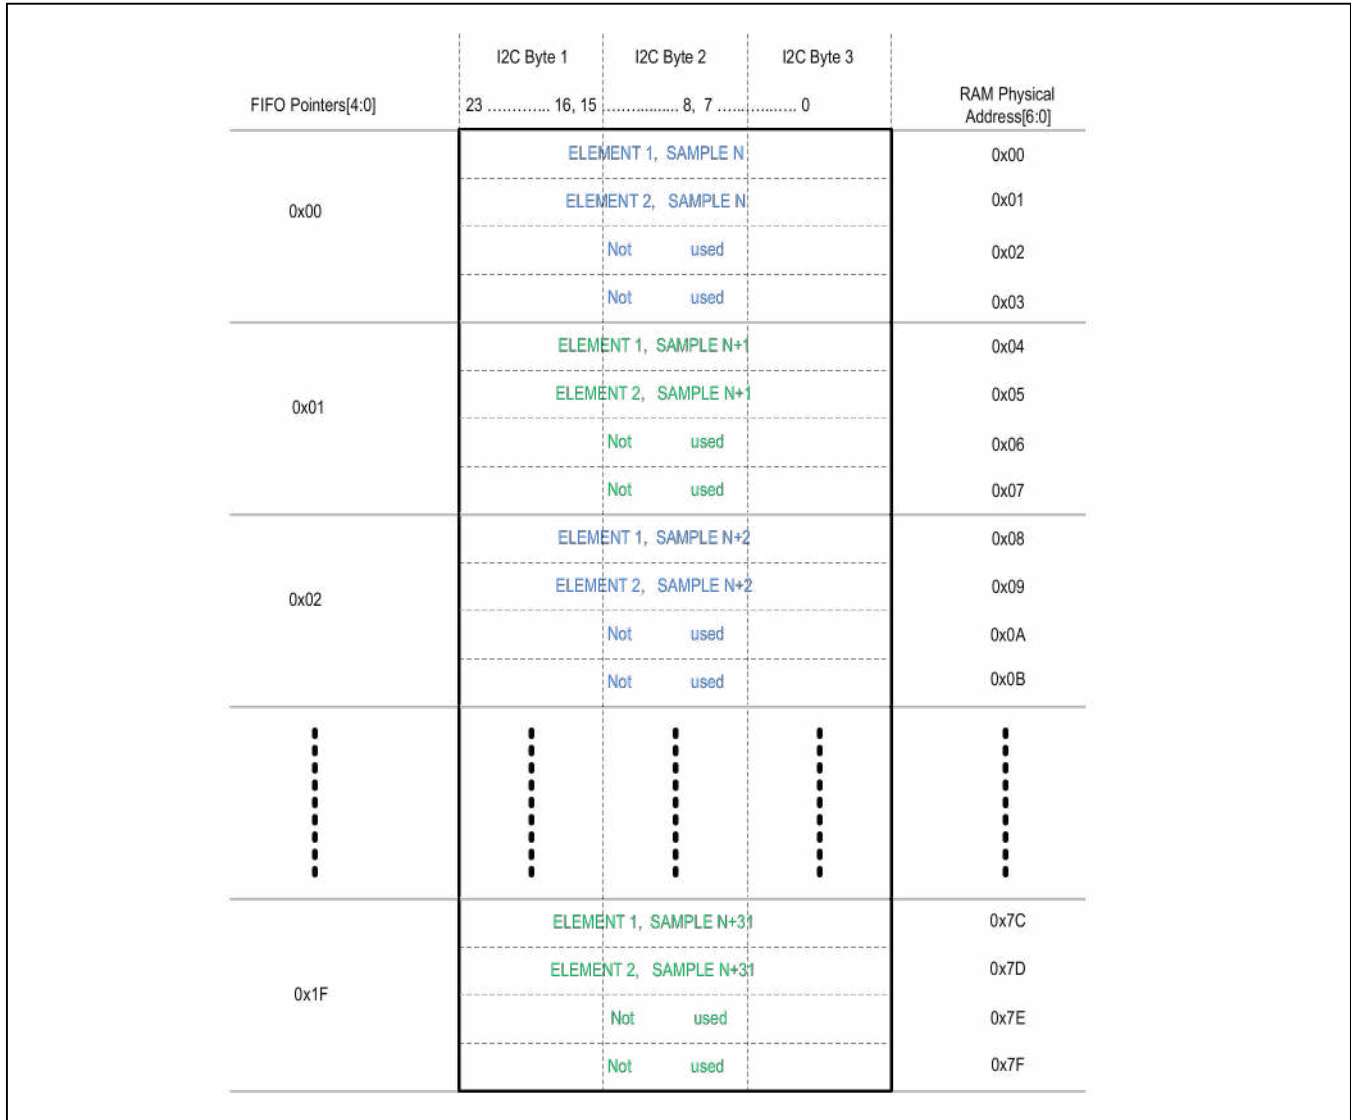 I2C Byte 1 I2C Byte 2 I2C Byte 3
FIFO Pointers[4:0] 23 ............ 16, 15 .................. 8, 7 .................. 0 RAM Physical
Address[6:0]
ELEMENT 1, SAMPLE N 0x00
0x00 ELEMENT 2, SAMPLE N 0x01
Not used 0x02
Not used 0x03
ELEMENT 1, SAMPLE N+1 0x04
0x01 ELEMENT 2, SAMPLE N+1 0x05
Not used 0x06
Not used 0x07
ELEMENT 1, SAMPLE N+2 0x08
0x02 ELEMENT 2, SAMPLE N+2 0x09
Not used 0x0A
Not used 0x0B
ELEMENT 1, SAMPLE N+31 0x7C
ELEMENT 2, SAMPLE N+31 0x7D
0x1F
Not used 0x7E
Not used 0x7F